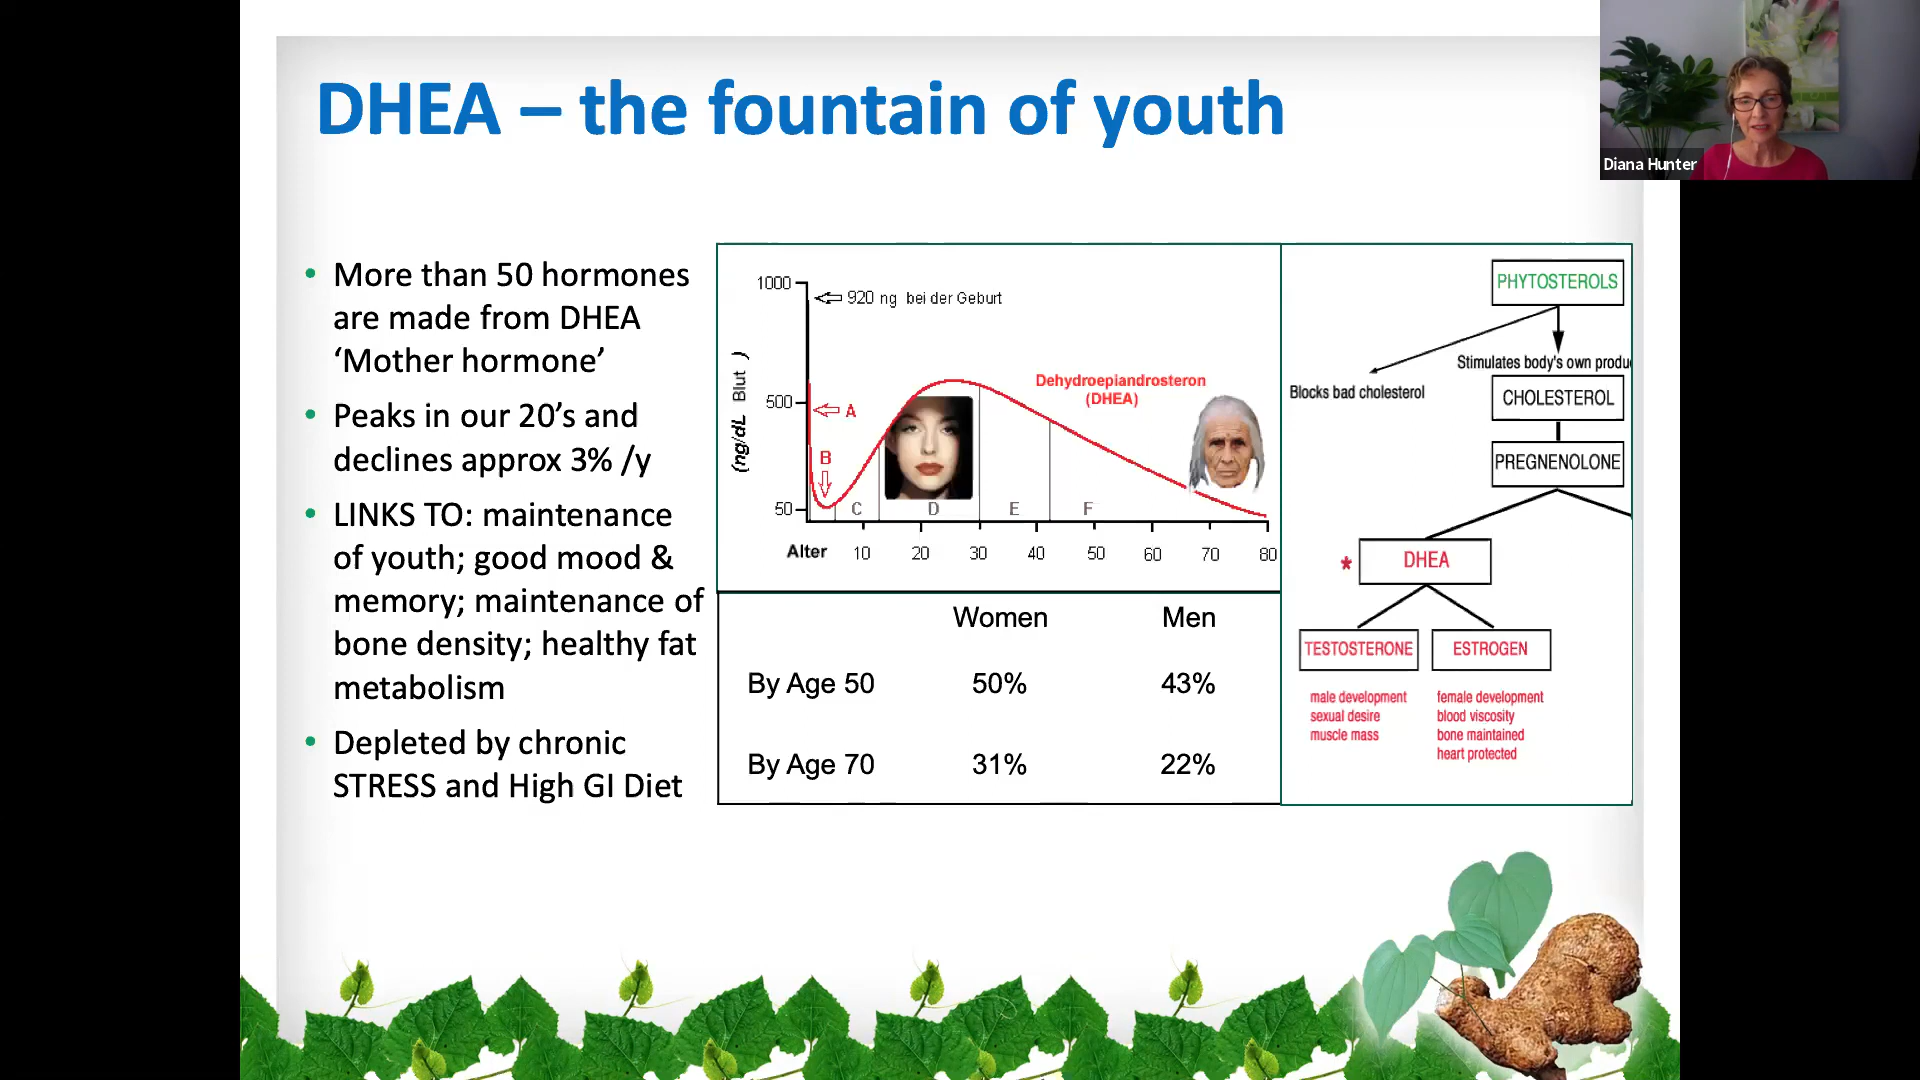 DHEA – the fountain of youth
Diana Hunter
• More than 50 hormones
are made from DHEA
‘Mother hormone’
• Peaks in our 20’s and
declines approx 3% /y
• LINKS TO: maintenance
of youth; good mood &
memory; maintenance of
bone density; healthy fat
metabolism
• Depleted by chronic
STRESS and High GI Diet
1000
920 ng bei der Geburt
(ng/dL Blut )
500
50
A
B
C
D
E
F
Dehydroepiandrosteron
(DHEA)
Alter 10 20 30 40 50 60 70 80
Women Men
By Age 50 50% 43%
By Age 70 31% 22%
PHYTOSTEROLS
Stimulates body's own produ
Blocks bad cholesterol
CHOLESTEROL
PREGNENOLONE
* DHEA
TESTOSTERONE
ESTROGEN
male development
sexual desire
muscle mass
female development
blood viscosity
bone maintained
heart protected